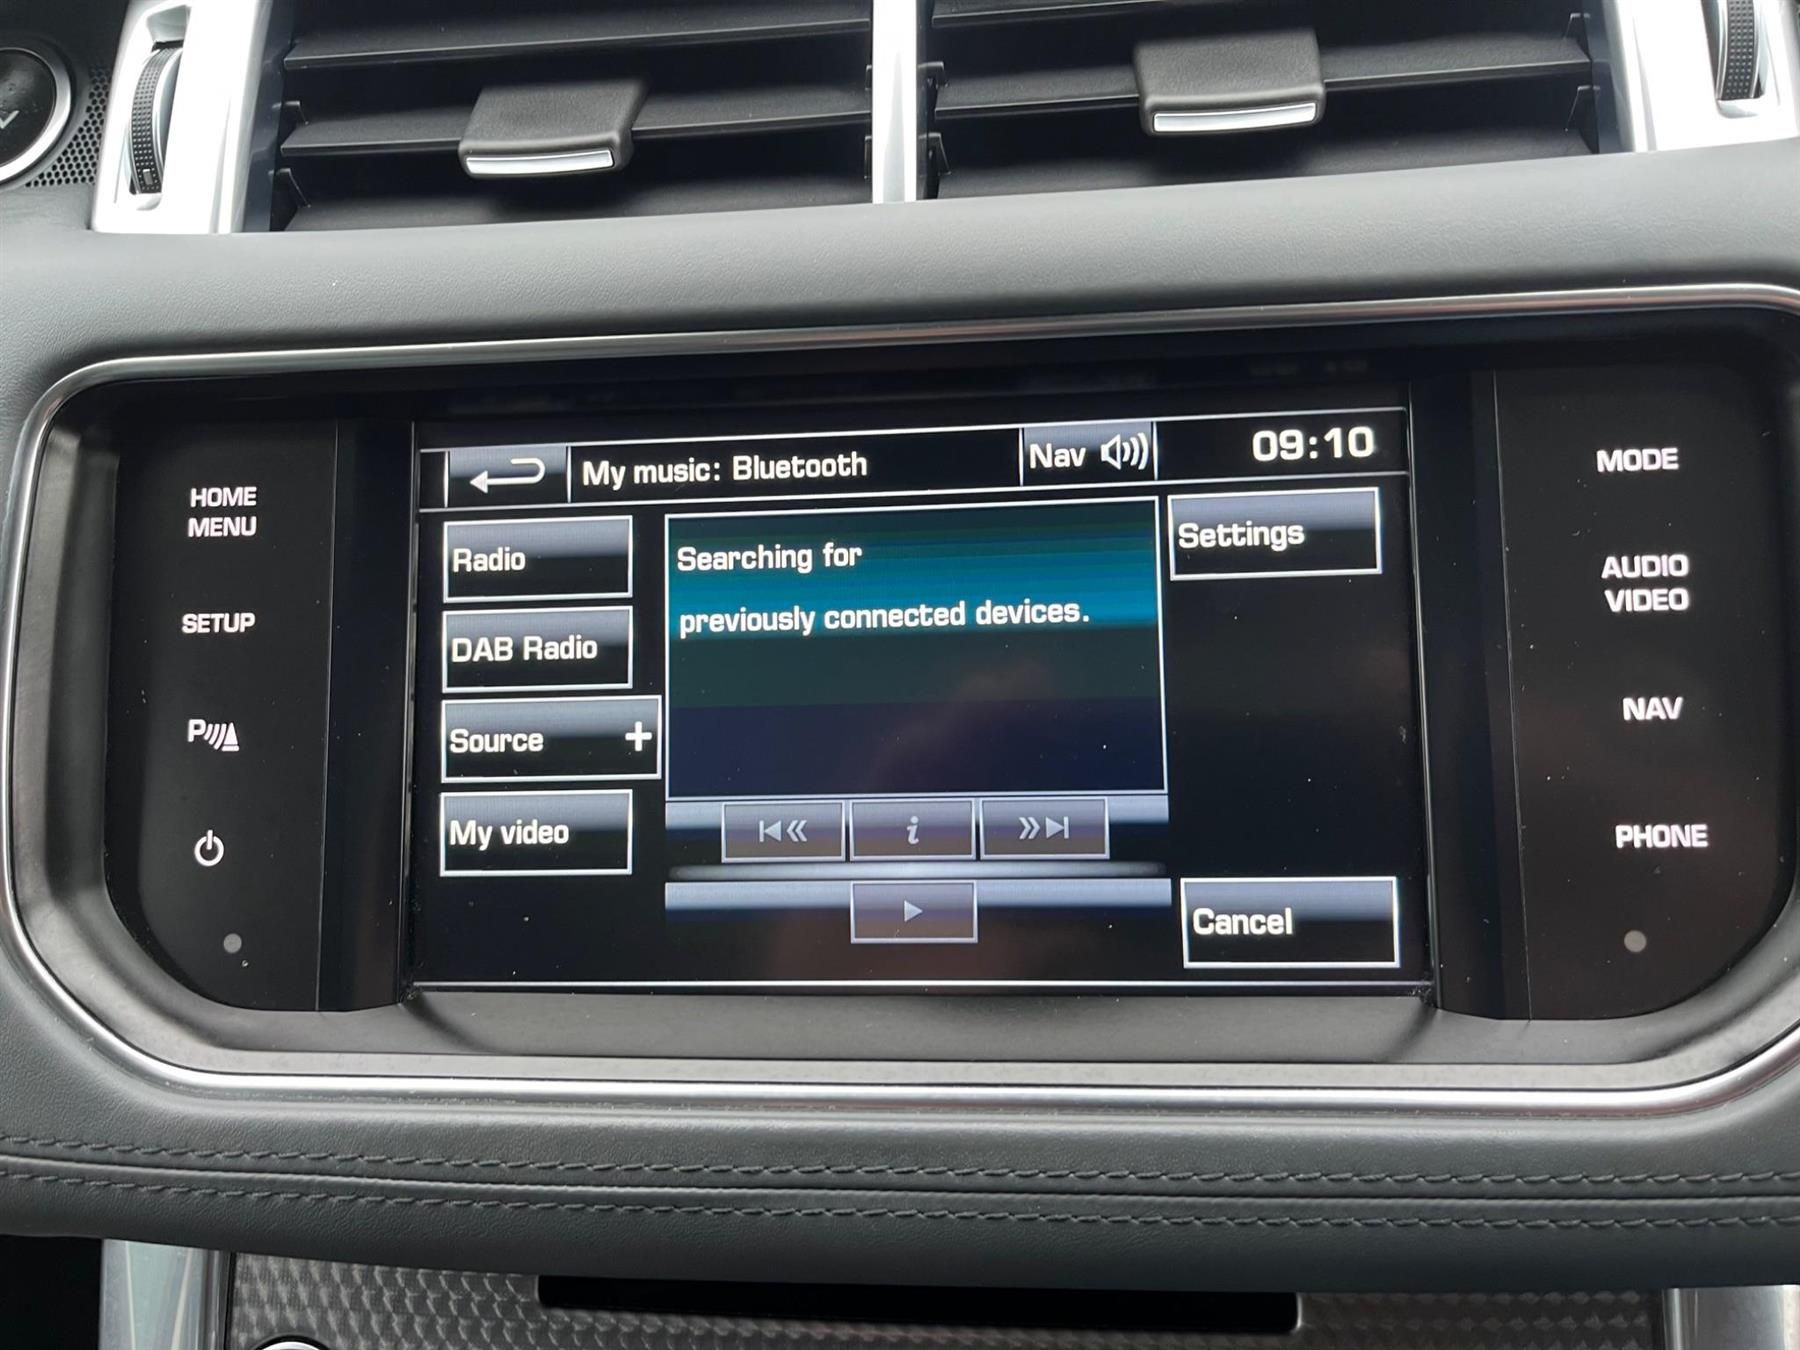 My music: Bluetooth
Nav
09:10
HOME
MENU
SETUP
P
Radio
DAB Radio
Source +
My video
Searching for
previously connected devices.
i
Settings
Cancel
MODE
AUDIO
VIDEO
NAV
PHONE